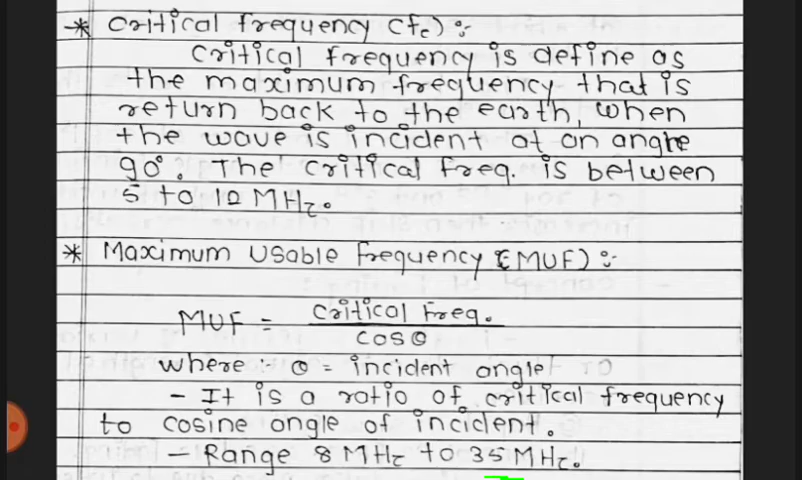 * Critical frequency (fc) :-
Critical frequency is define as
the maximum frequency that is
return back to the earth, when
the wave is incident at an angle
90°. The critical freq. is between
5 to 12 MHz.
* Maximum Usable frequency (MUF) :-
MUF = Critical Freq. / cosθ
where :- θ = incident angle
- It is a ratio of critical frequency
to cosine angle of incident.
- Range 8 MHz to 35 MHz.